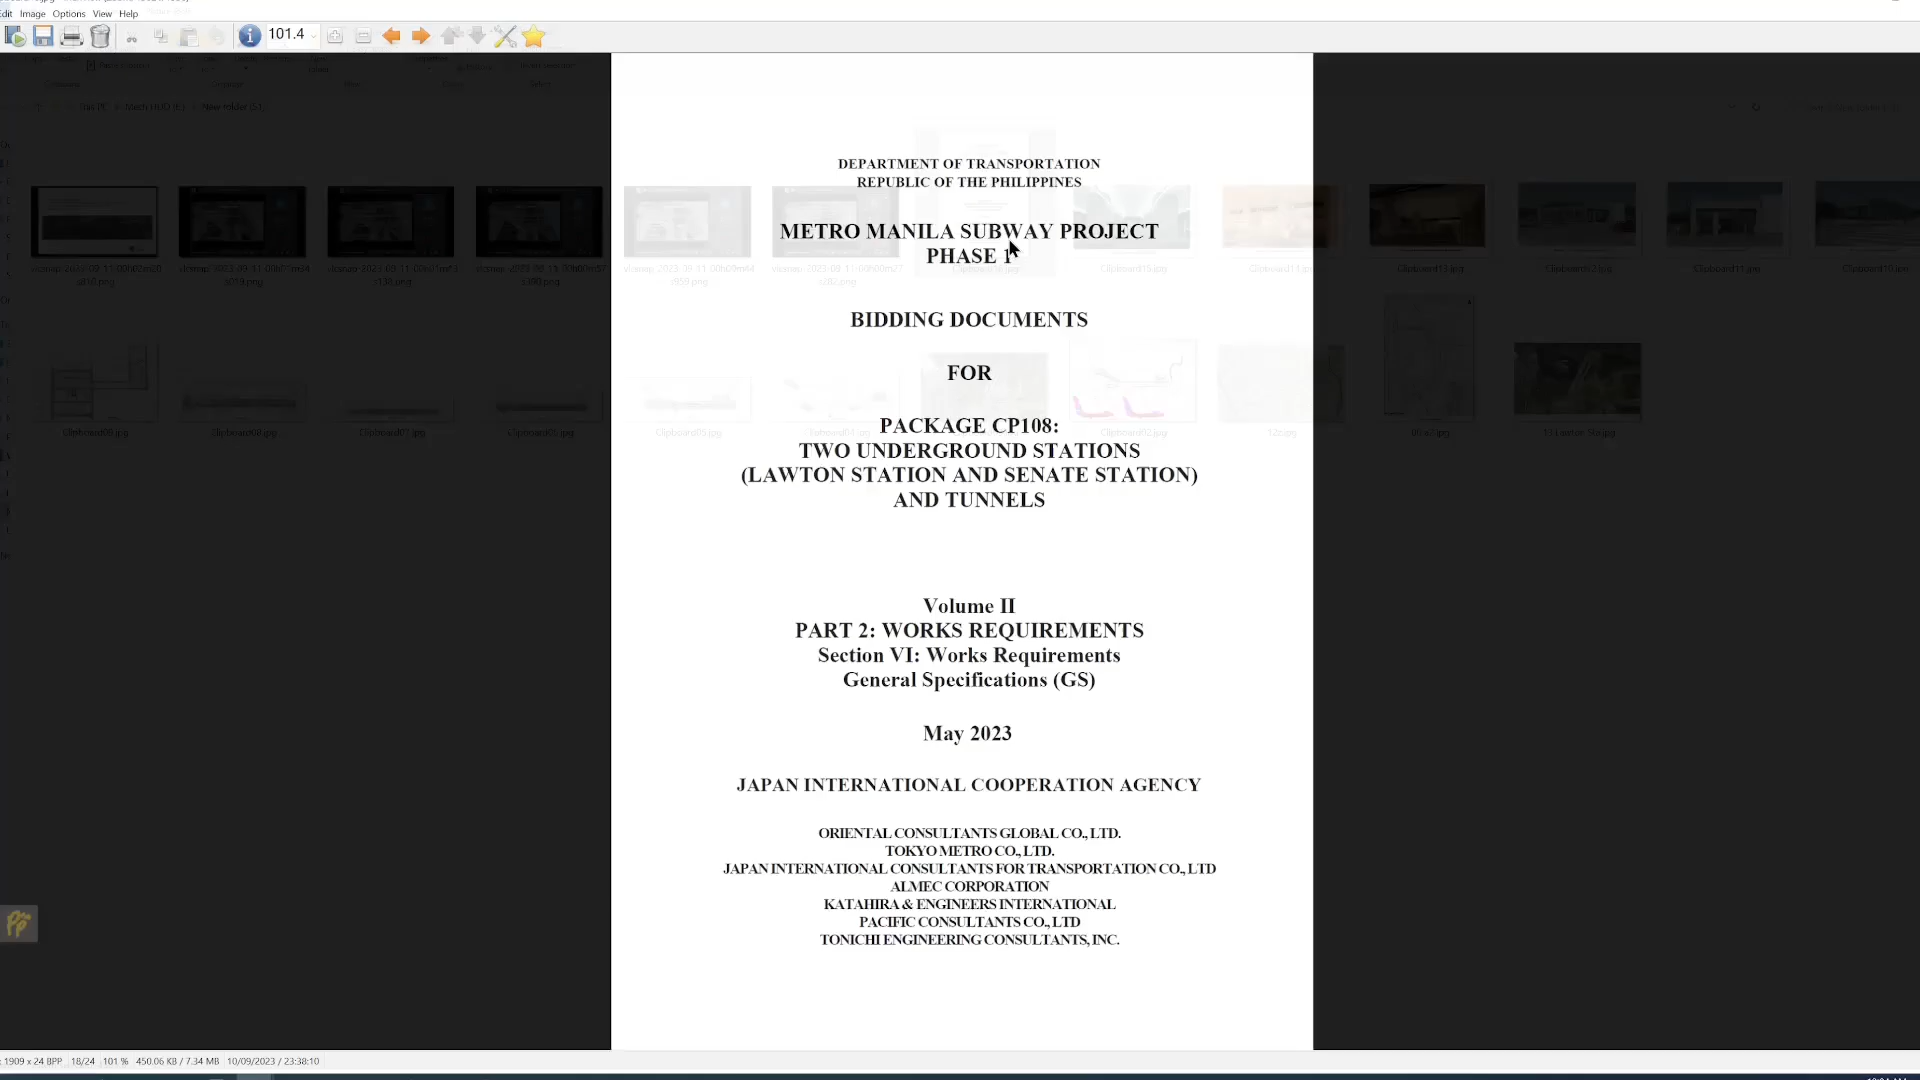 Edit Image Options View Help
101.4
DEPARTMENT OF TRANSPORTATION
REPUBLIC OF THE PHILIPPINES
METRO MANILA SUBWAY PROJECT
PHASE 1
BIDDING DOCUMENTS
FOR
PACKAGE CP108:
TWO UNDERGROUND STATIONS
(LAWTON STATION AND SENATE STATION)
AND TUNNELS
Volume II
PART 2: WORKS REQUIREMENTS
Section VI: Works Requirements
General Specifications (GS)
May 2023
JAPAN INTERNATIONAL COOPERATION AGENCY
ORIENTAL CONSULTANTS GLOBAL CO., LTD.
TOKYO METRO CO., LTD.
JAPAN INTERNATIONAL CONSULTANTS FOR TRANSPORTATION CO., LTD
ALMEC CORPORATION
KATAHIRA & ENGINEERS INTERNATIONAL
PACIFIC CONSULTANTS CO., LTD
TONICHI ENGINEERING CONSULTANTS, INC.
1909 x 24 BPP 18/24 101 % 450.06 KB / 7.34 MB 10/09/2023 / 23:38:10